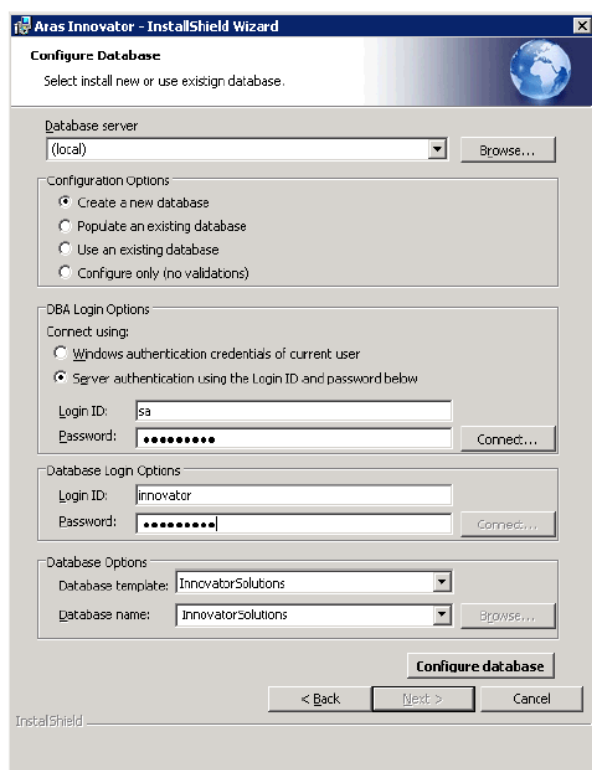 Aras Innovator - InstallShield Wizard
Configure Database
Select install new or use existign database.
Database server
(local)
Browse...
Configuration Options
Create a new database
Populate an existing database
Use an existing database
Configure only (no validations)
DBA Login Options
Connect using:
Windows authentication credentials of current user
Server authentication using the Login ID and password below
Login ID:
sa
Password:
●●●●●●●●●
Connect...
Database Login Options
Login ID:
innovator
Password:
●●●●●●●●●
Connect...
Database Options
Database template:
InnovatorSolutions
Database name:
InnovatorSolutions
Browse...
Configure database
< Back
Next >
Cancel
InstallShield